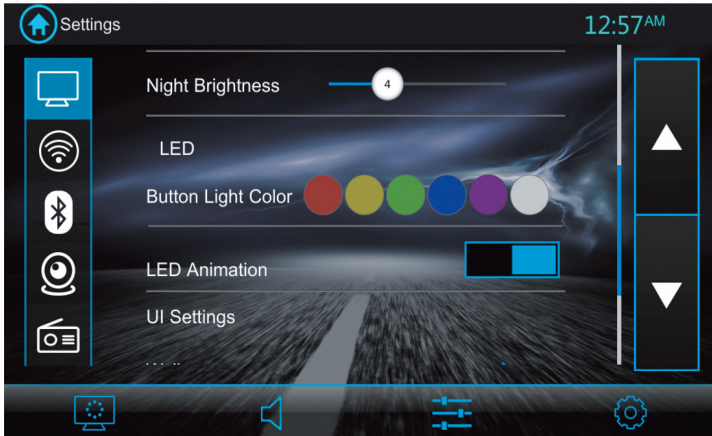 Settings
12:57AM
Night Brightness
4
LED
Button Light Color
LED Animation
UI Settings